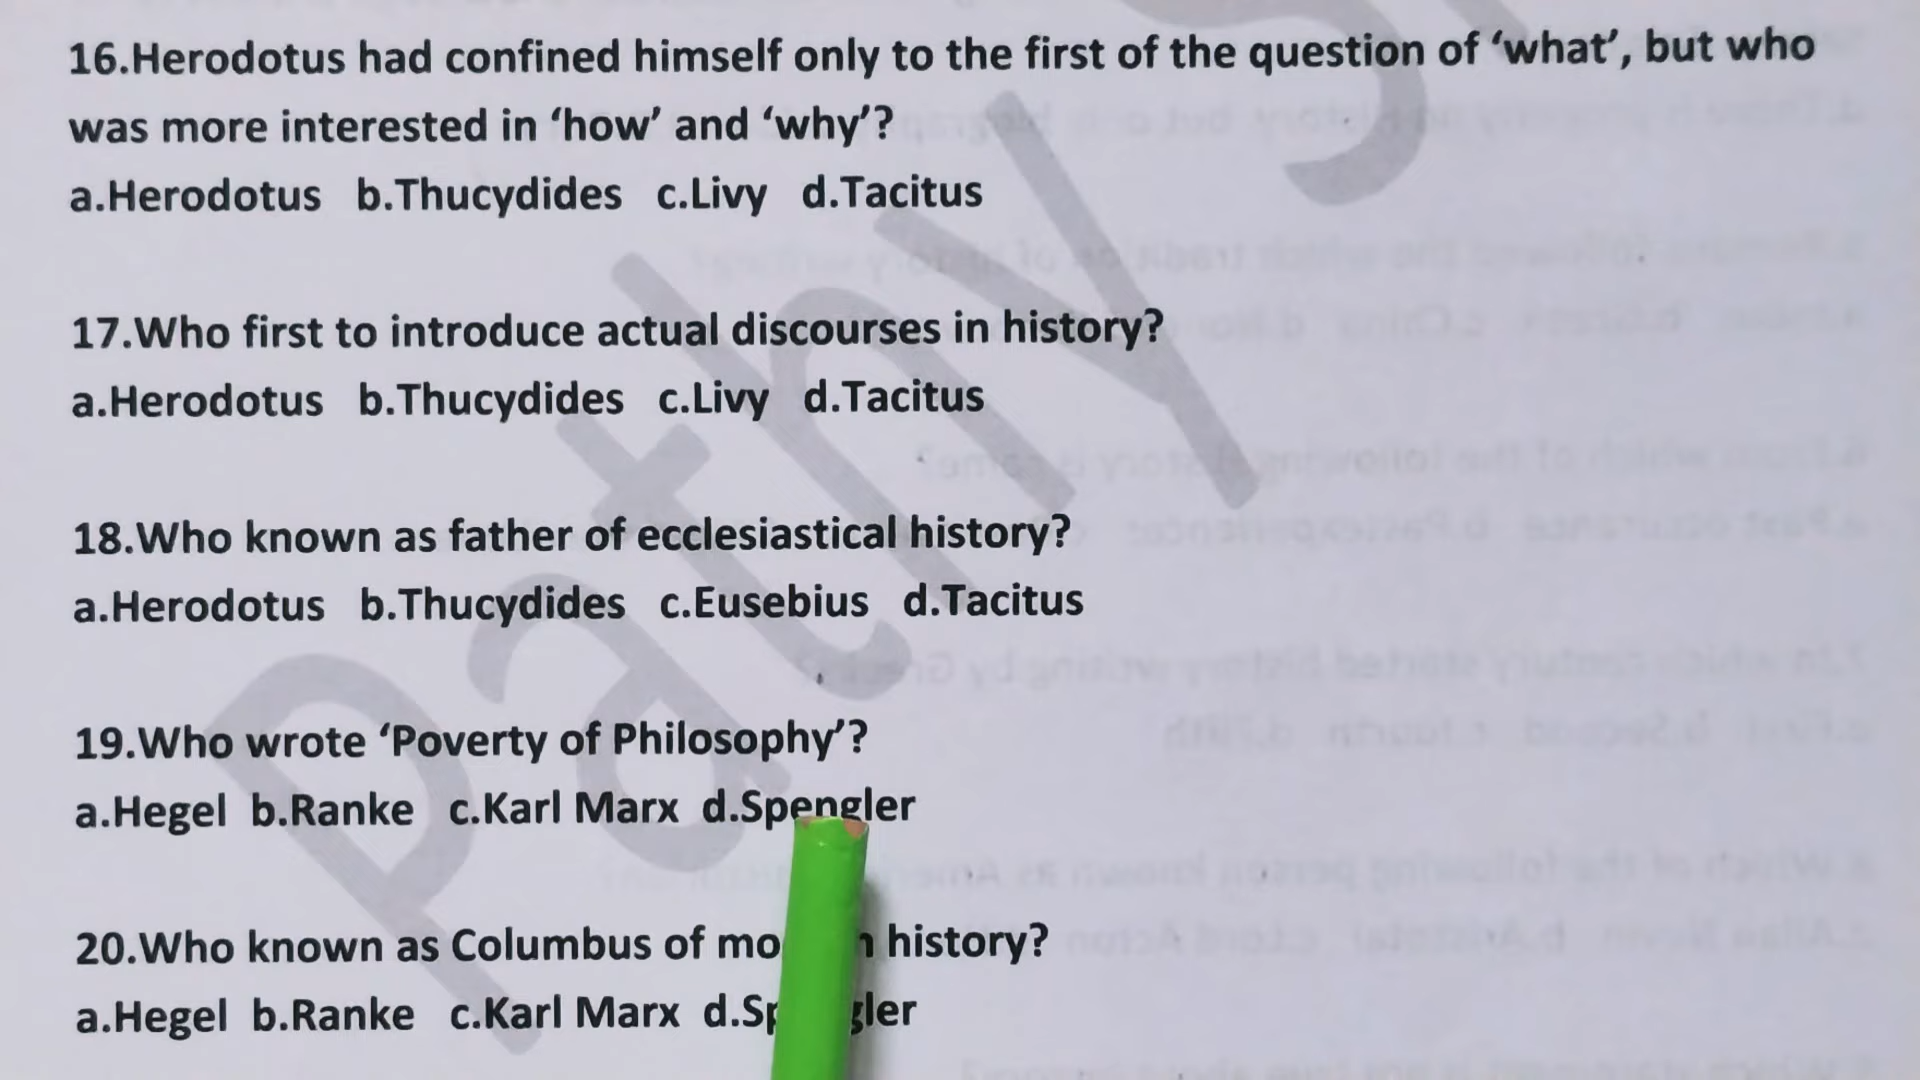 16.Herodotus had confined himself only to the first of the question of ‘what’, but who
was more interested in ‘how’ and ‘why’?
a.Herodotus b.Thucydides c.Livy d.Tacitus
17.Who first to introduce actual discourses in history?
a.Herodotus b.Thucydides c.Livy d.Tacitus
18.Who known as father of ecclesiastical history?
a.Herodotus b.Thucydides c.Eusebius d.Tacitus
19.Who wrote ‘Poverty of Philosophy’?
a.Hegel b.Ranke c.Karl Marx d.Spengler
20.Who known as Columbus of history?
a.Hegel b.Ranke c.Karl Marx
Pathy